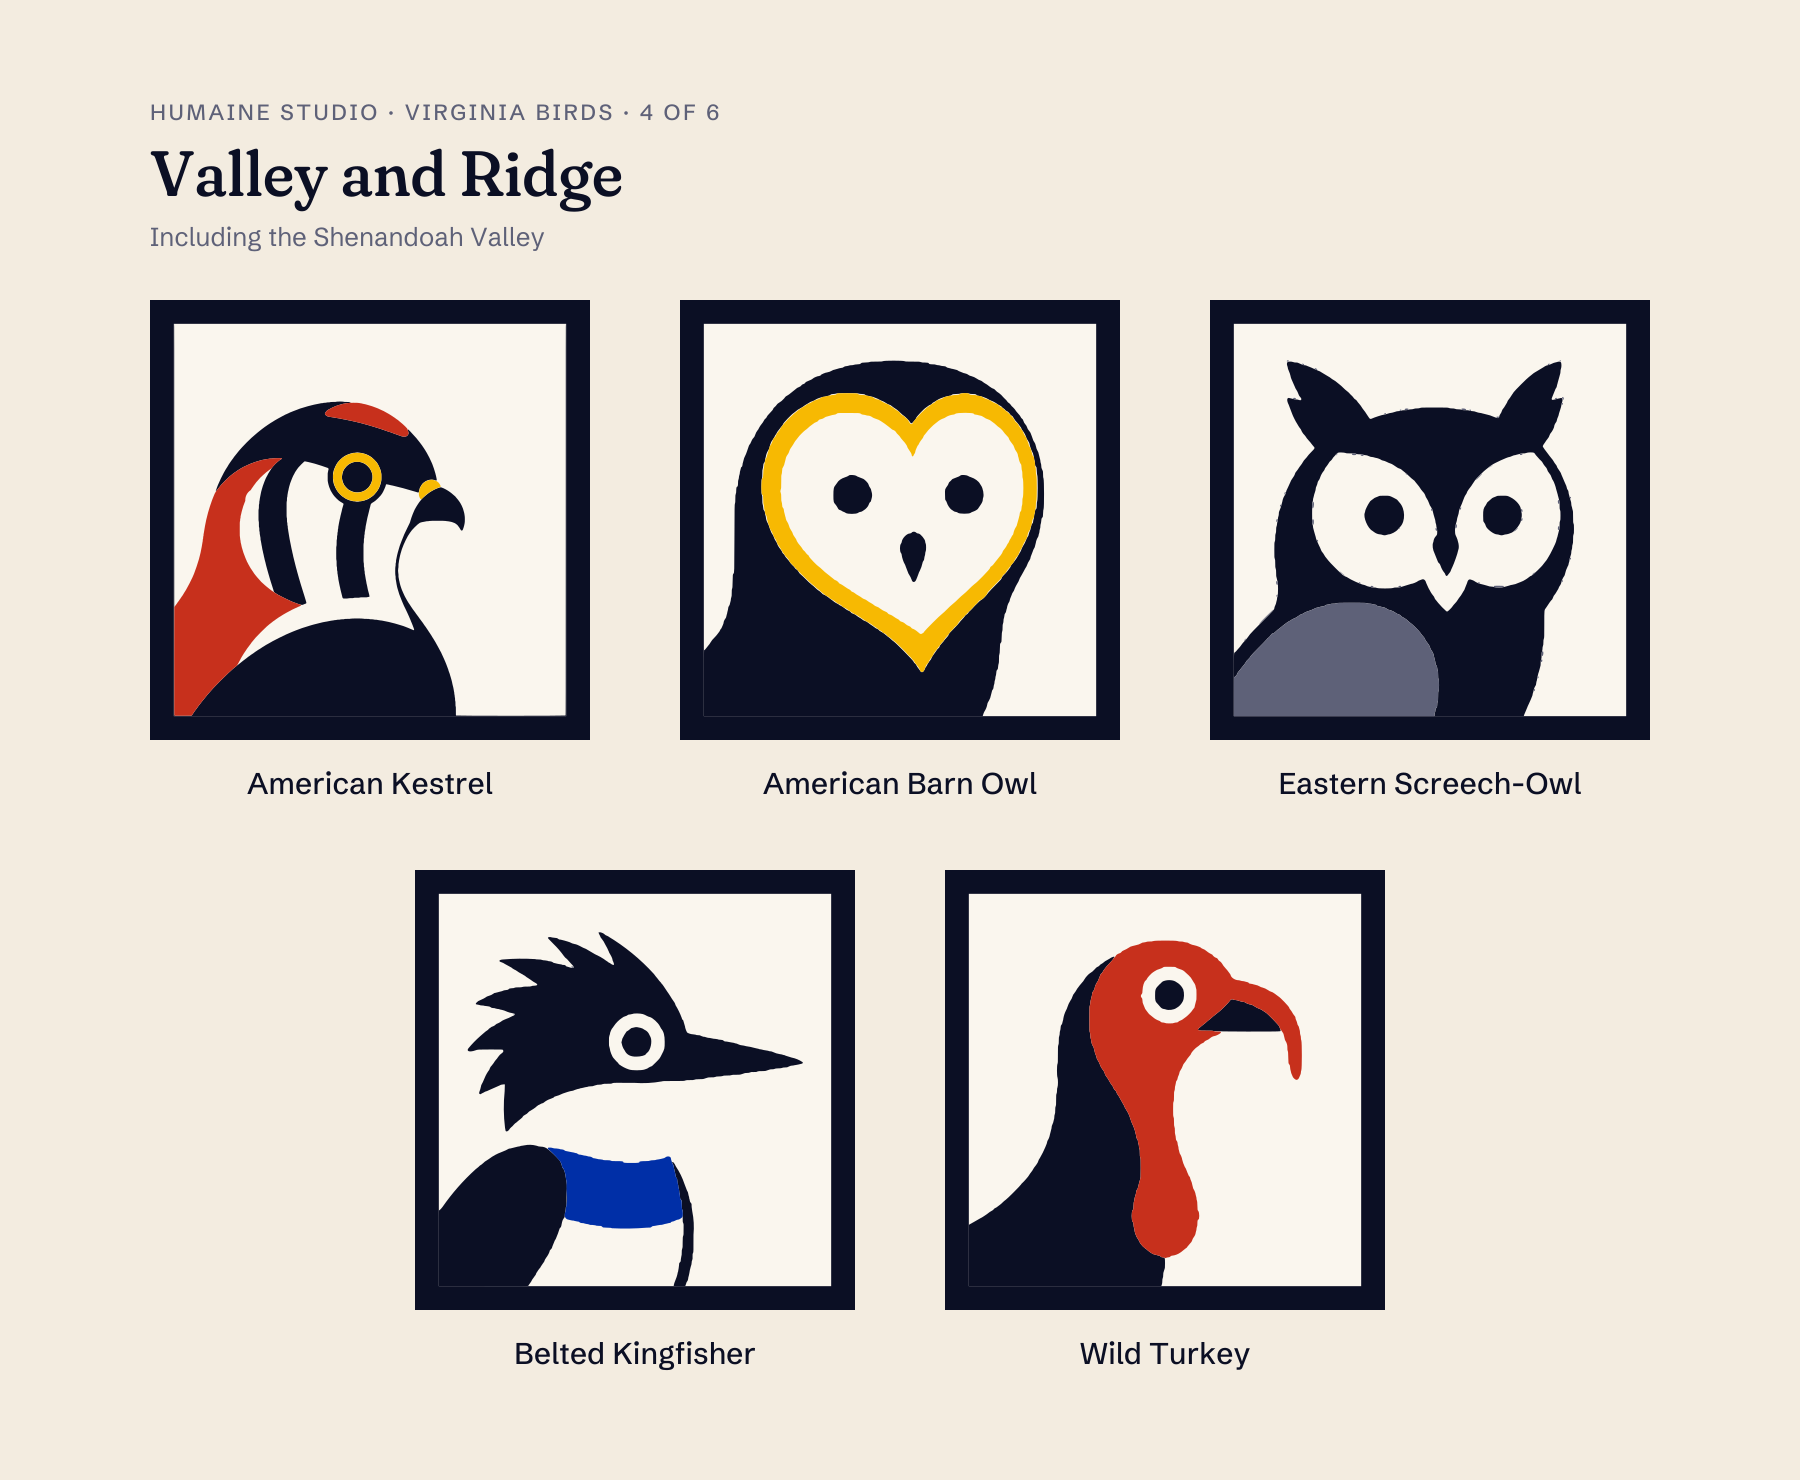 HUMAINE STUDIO · VIRGINIA BIRDS · 4 OF 6
Valley and Ridge
Including the Shenandoah Valley
American Kestrel
American Barn Owl
Eastern Screech-Owl
Belted Kingfisher
Wild Turkey